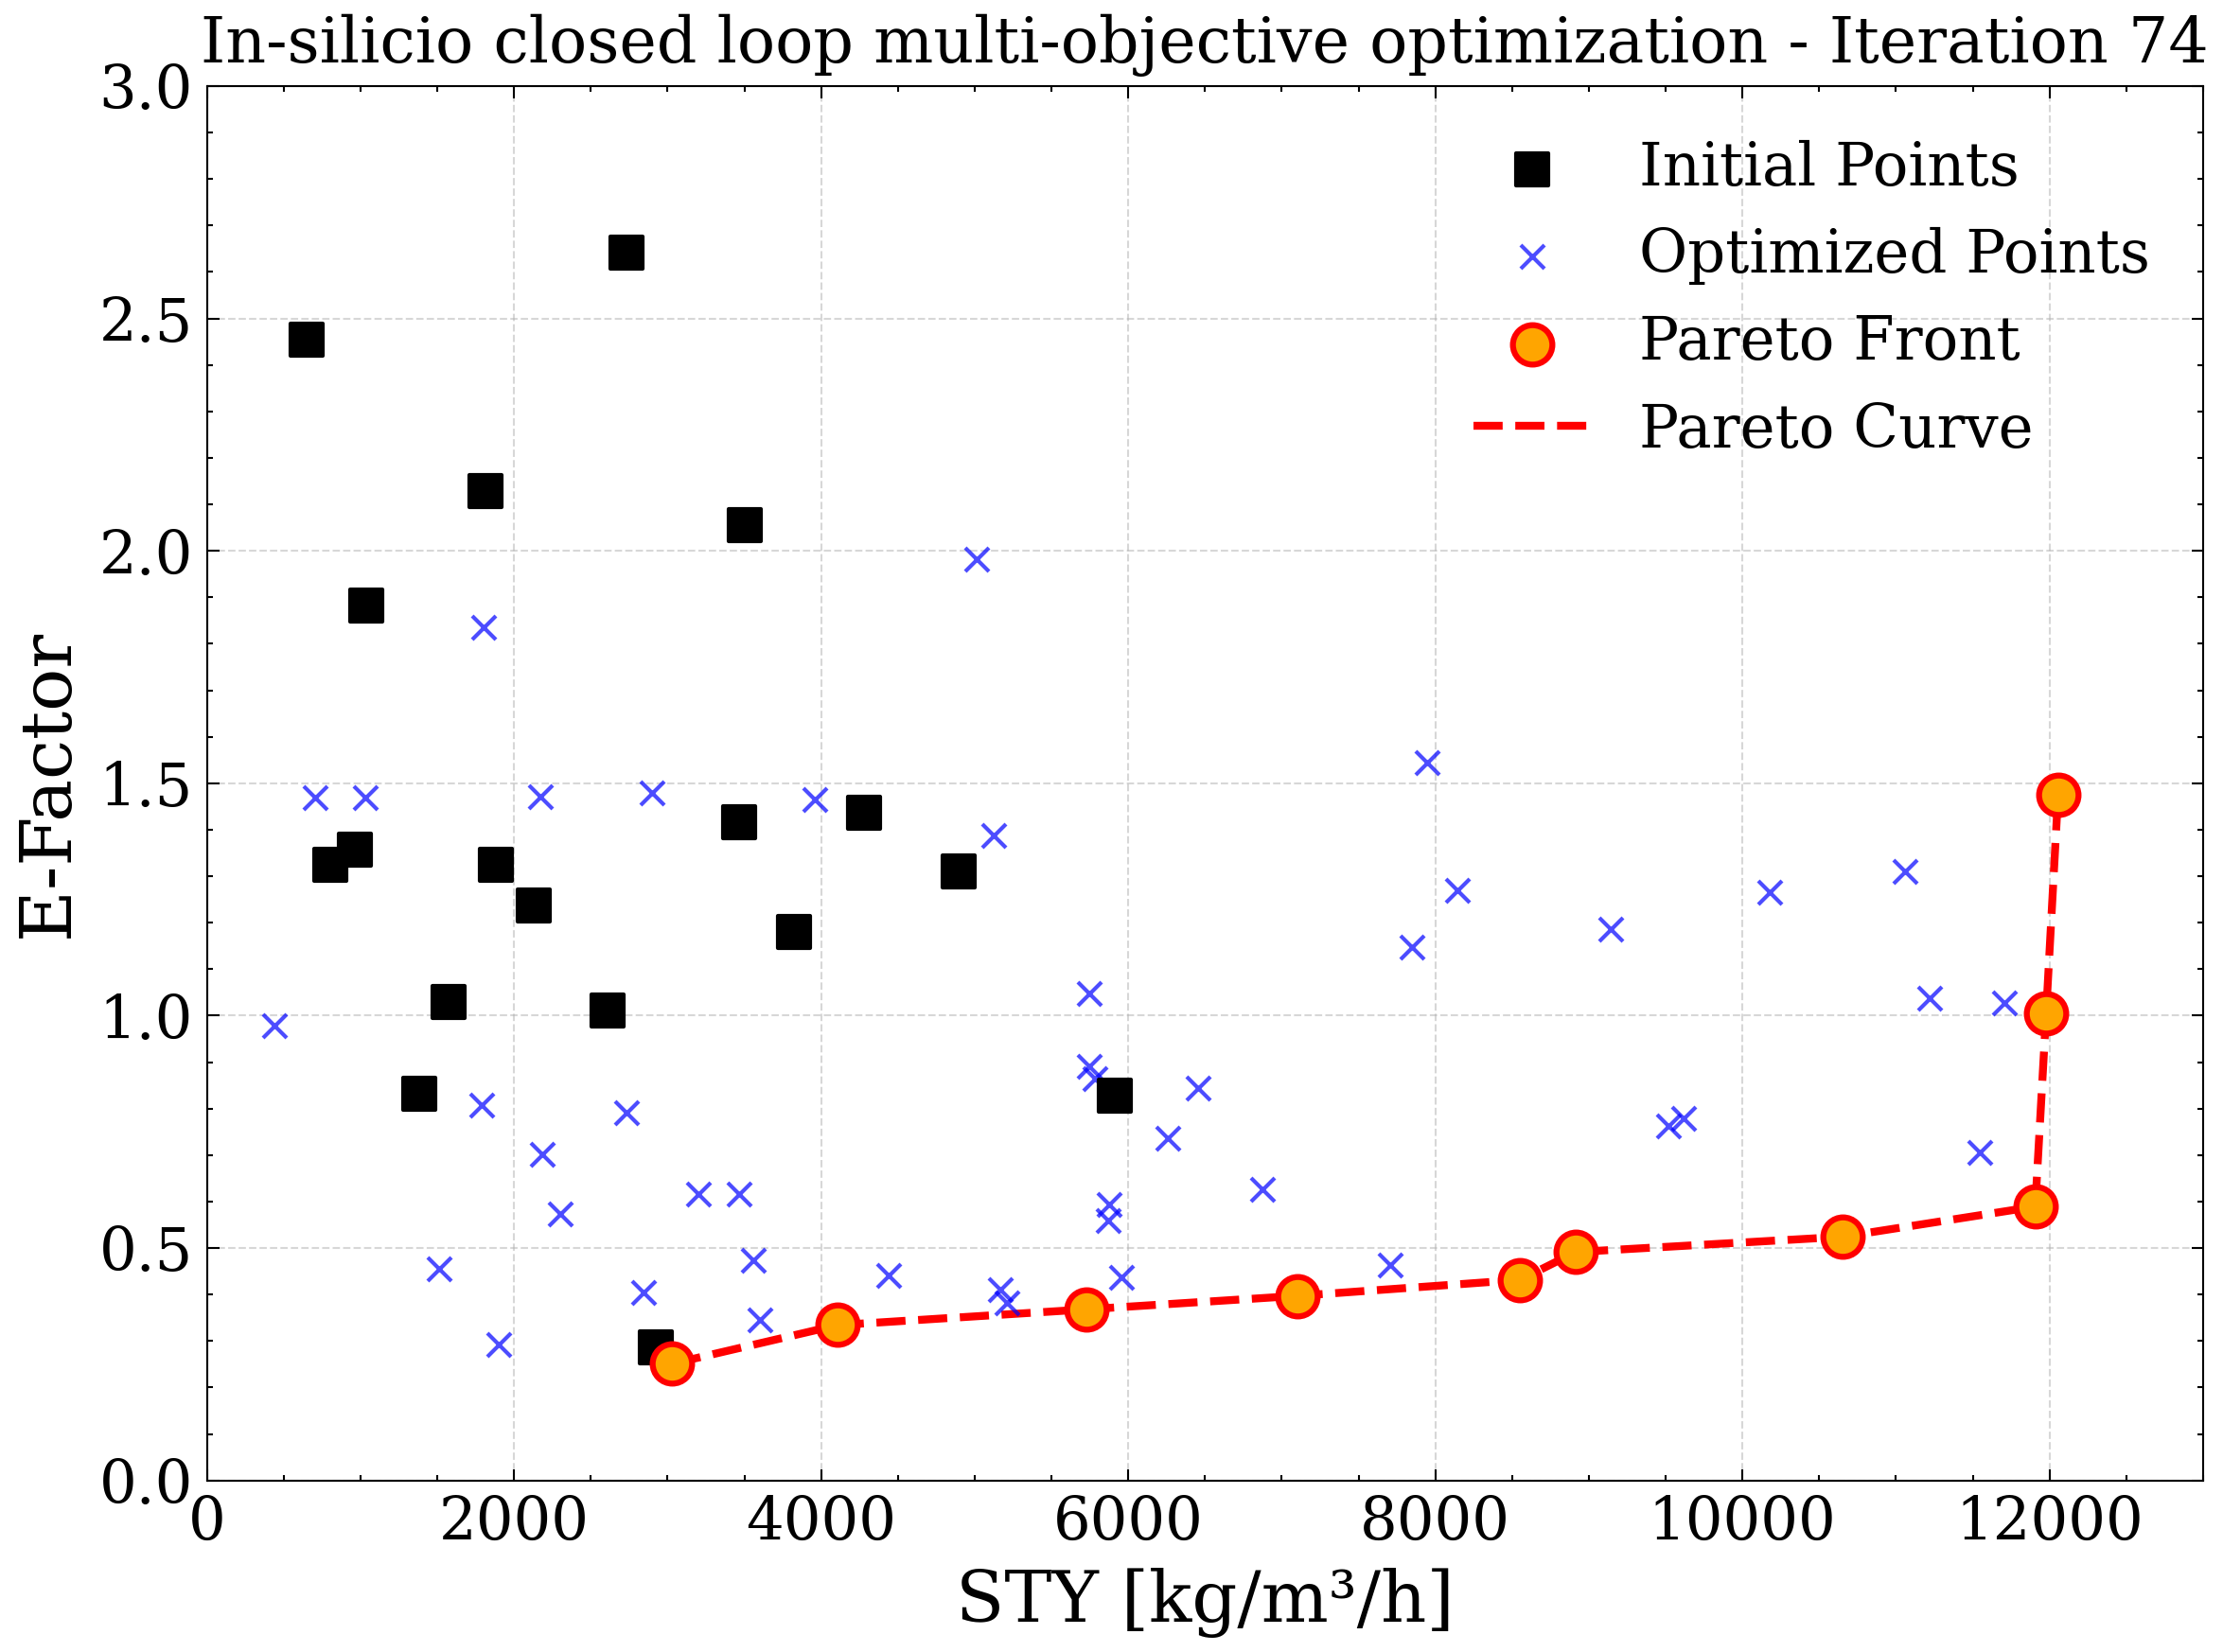 In-silicio closed loop multi-objective optimization - Iteration 74
3.0
2.5
2.0
1.5
1.0
0.5
0.0
E-Factor
Initial Points
Optimized Points
Pareto Front
Pareto Curve
0 2000 4000 6000 8000 10000 12000
STY [kg/m³/h]